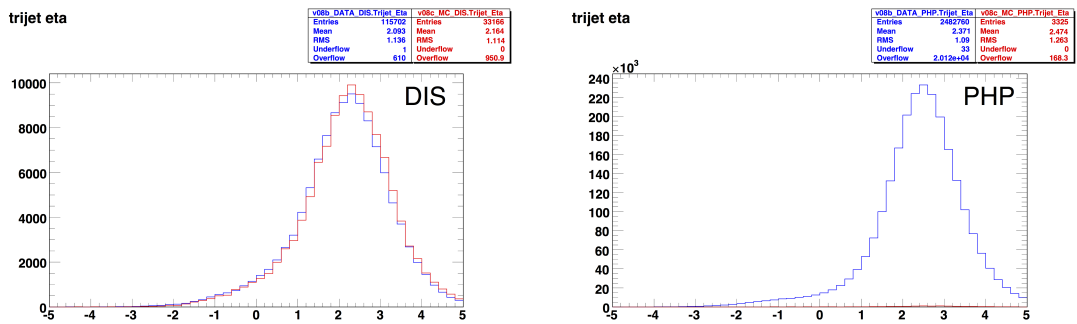 trijet eta
v08b_DATA_DIS.Trijet_Eta v08c_MC_DIS.Trijet_Eta
Entries 115702 Entries 33166
Mean 2.093 Mean 2.164
RMS 1.136 RMS 1.114
Underflow 1 Underflow 0
Overflow 610 Overflow 950.9
DIS
10000
8000
6000
4000
2000
0
-5 -4 -3 -2 -1 0 1 2 3 4 5
trijet eta
v08b_DATA_PHP.Trijet_Eta v08c_MC_PHP.Trijet_Eta
Entries 2482760 Entries 3325
Mean 2.371 Mean 2.474
RMS 1.09 RMS 1.263
Underflow 33 Underflow 0
Overflow 2.012e+04 Overflow 168.3
×10³
PHP
240
220
200
180
160
140
120
100
80
60
40
20
0
-5 -4 -3 -2 -1 0 1 2 3 4 5